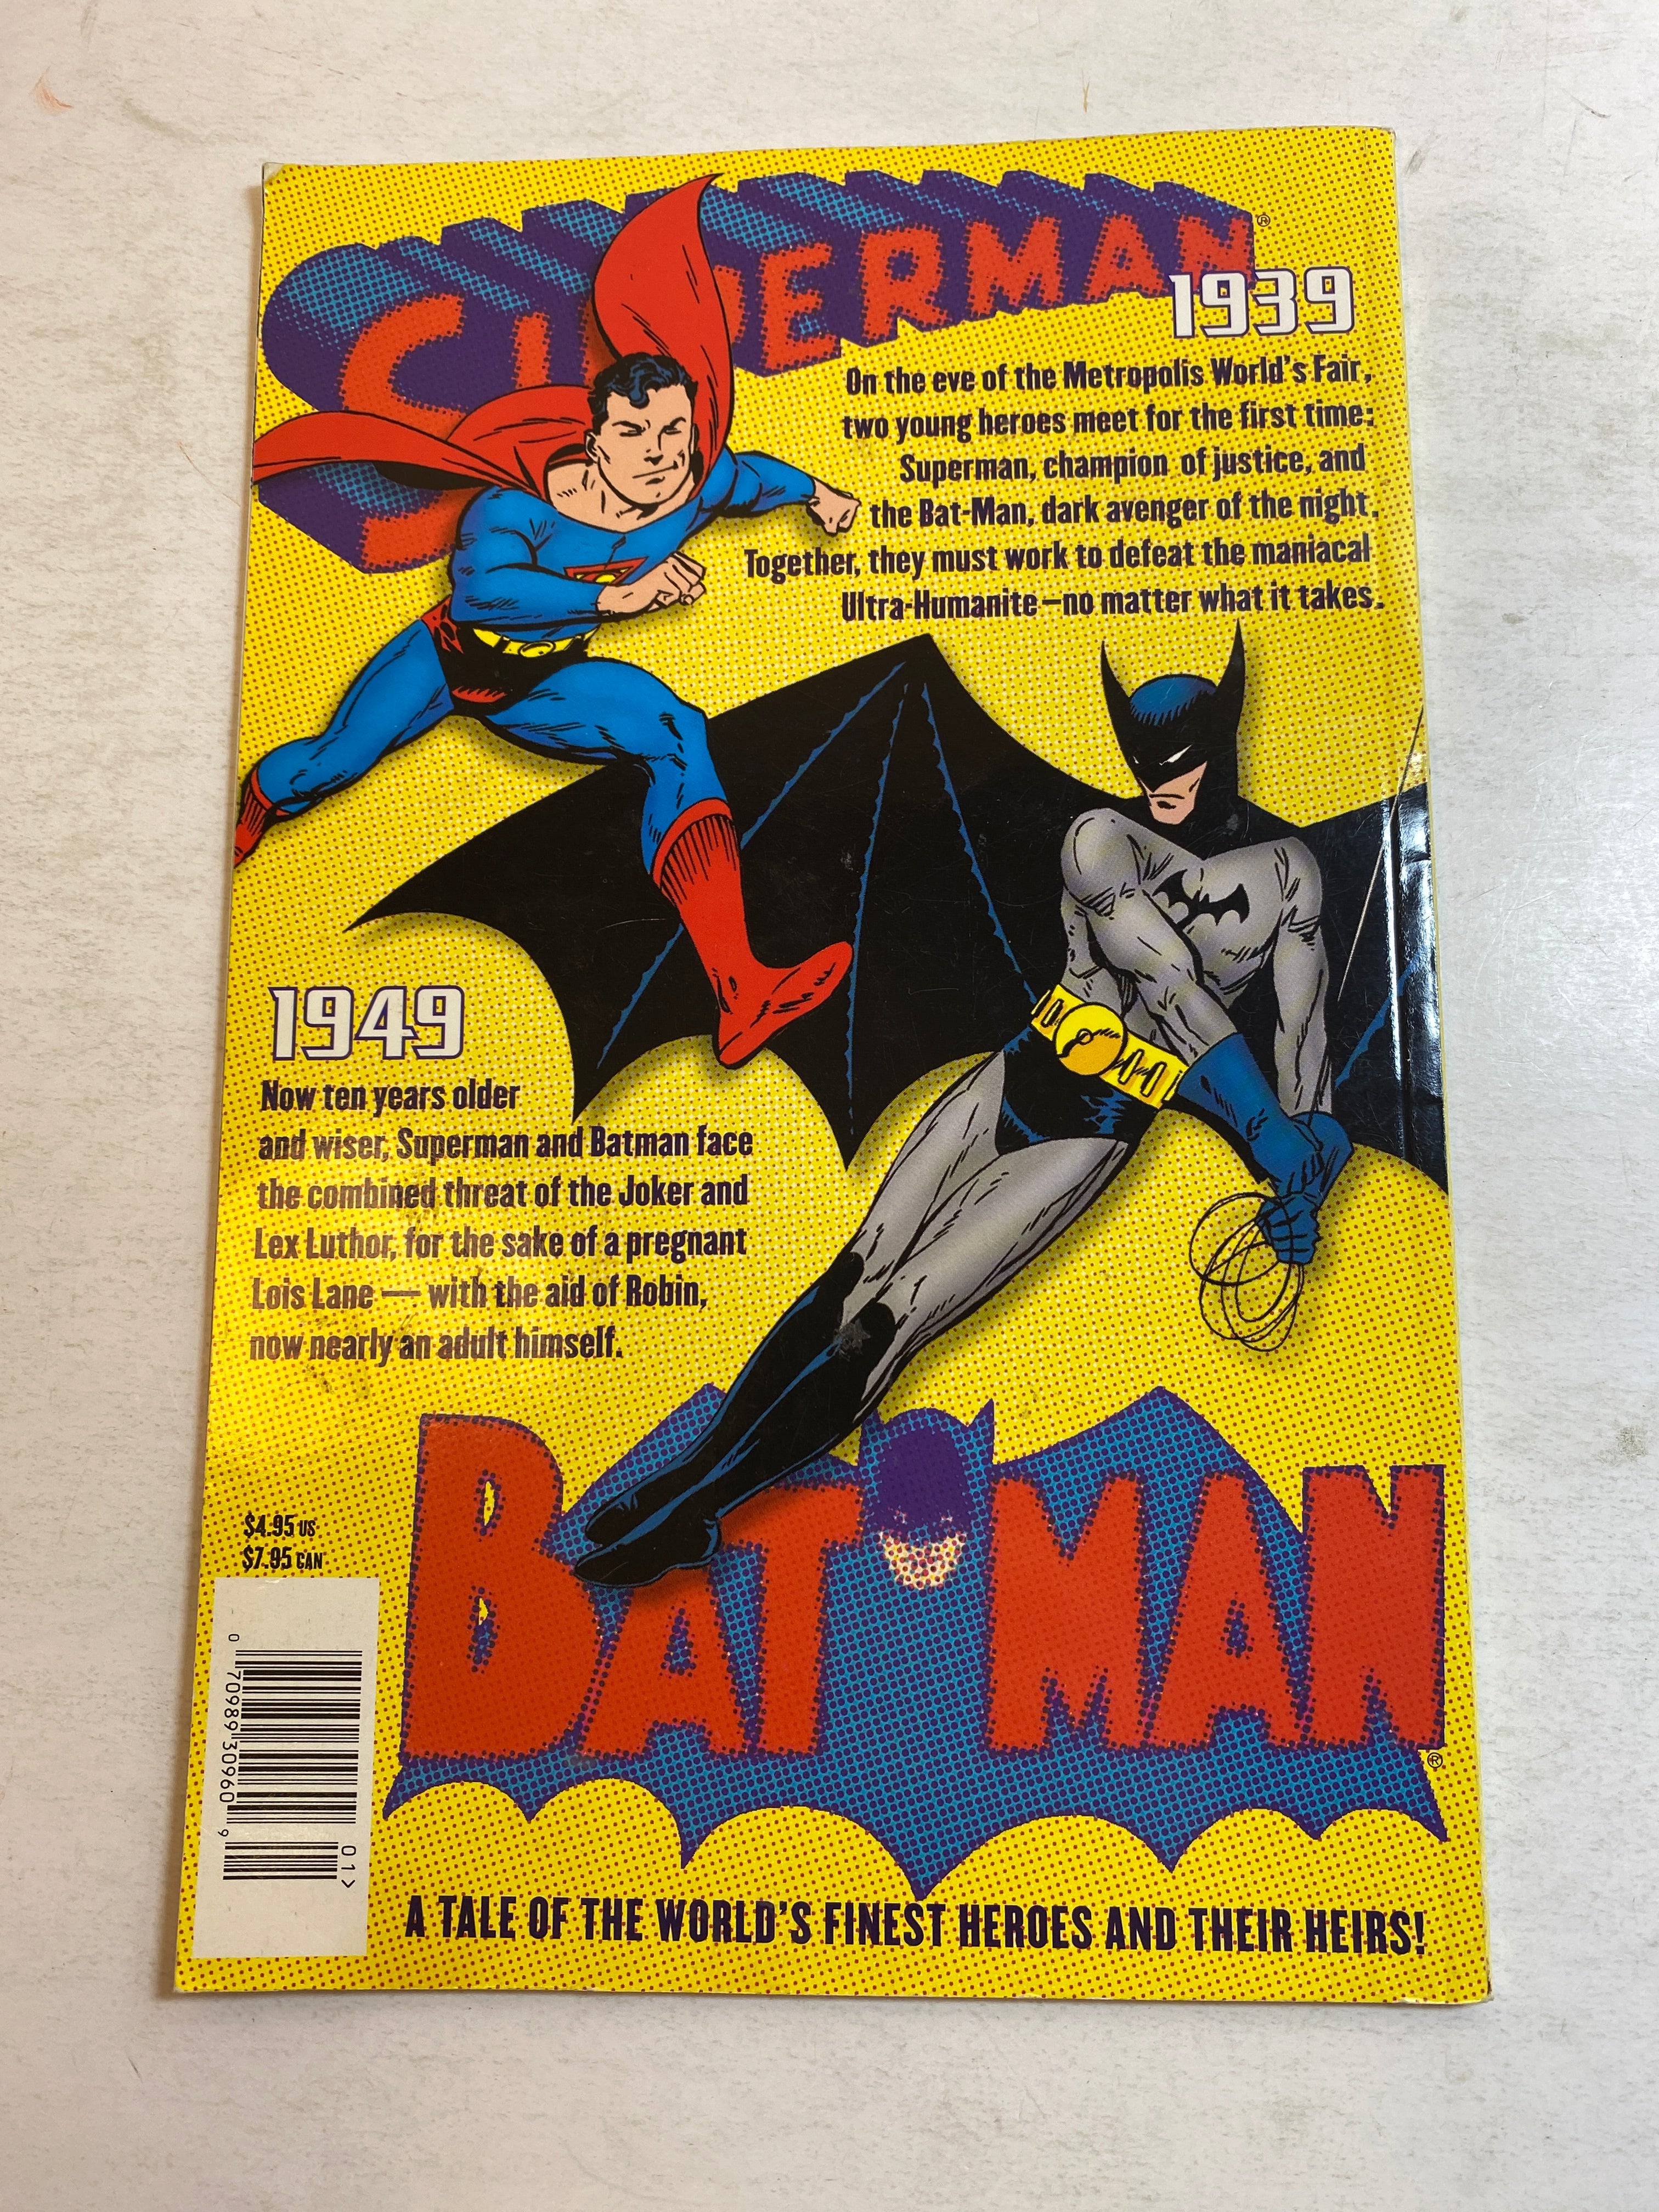 SUPERMAN®
1939
On the eve of the Metropolis World's Fair,
two young heroes meet for the first time:
Superman, champion of justice, and
the Bat-Man, dark avenger of the night.
Together, they must work to defeat the maniacal
Ultra-Humanite—no matter what it takes.
1949
Now ten years older
and wiser, Superman and Batman face
the combined threat of the Joker and
Lex Luthor, for the sake of a pregnant
Lois Lane — with the aid of Robin,
now nearly an adult himself.
$4.95 US
$7.95 CAN
0 70989 30960 9
01>
BATMAN®
A TALE OF THE WORLD'S FINEST HEROES AND THEIR HEIRS!